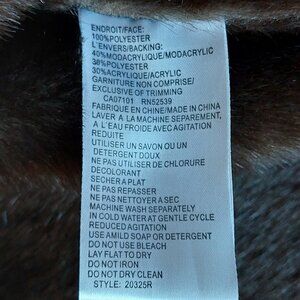 ENDROIT/FACE:
100%POLYESTER
L'ENVERS/BACKING:
40%MODACRYLIQUE/MODACRYLIC
38%POLYESTER
30%ACRYLIQUE/ACRYLIC
GARNITURE NON COMPRISE/
EXCLUSIVE OF TRIMMING
CA07101 RN52539
FABRIQUE EN CHINE/MADE IN CHINA
LAVER A LA MACHINE SEPAREMENT,
A L'EAU FROIDE AVEC AGITATION
REDUITE
UTILISER UN SAVON OU UN
DETERGENT DOUX
NE PAS UTILISER DE CHLORURE
DECOLORANT
SECHER A PLAT
NE PAS REPASSER
NE PAS NETTOYER A SEC
MACHINE WASH SEPARATELY
IN COLD WATER AT GENTLE CYCLE
REDUCED AGITATION
USE AMILD SOAP OR DETERGENT
DO NOT USE BLEACH
LAY FLAT TO DRY
DO NOT IRON
DO NOT DRY CLEAN
STYLE: 20325R